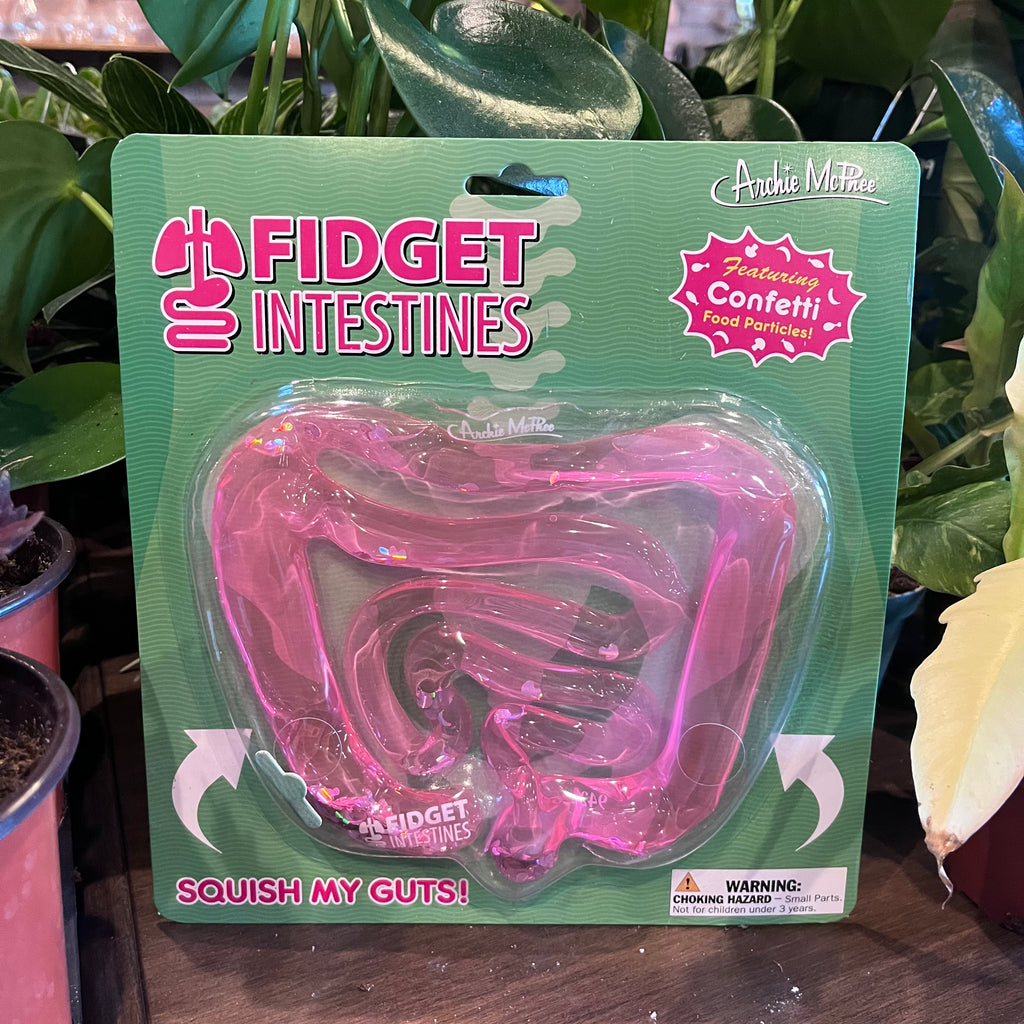 Archie McPhee
FIDGET
INTESTINES
Featuring
Confetti
Food Particles!
Archie McPhee
FIDGET
INTESTINES
SQUISH MY GUTS!
WARNING:
CHOKING HAZARD – Small Parts.
Not for children under 3 years.